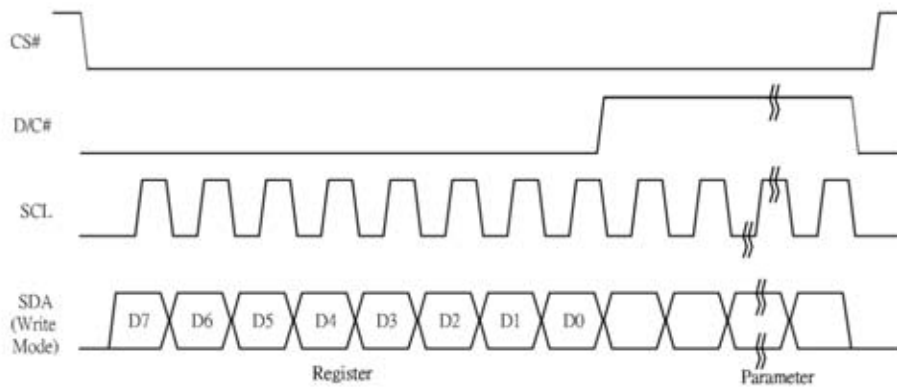 CS#
D/C#
SCL
SDA
(Write
Mode)
D7 D6 D5 D4 D3 D2 D1 D0
Register Parameter